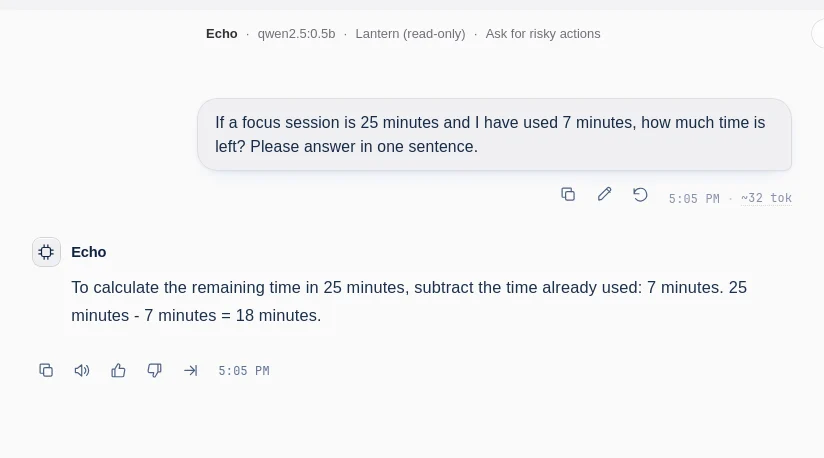 Echo · qwen2.5:0.5b · Lantern (read-only) · Ask for risky actions
If a focus session is 25 minutes and I have used 7 minutes, how much time is
left? Please answer in one sentence.
5:05 PM · ~32 tok
Echo
To calculate the remaining time in 25 minutes, subtract the time already used: 7 minutes. 25
minutes - 7 minutes = 18 minutes.
5:05 PM